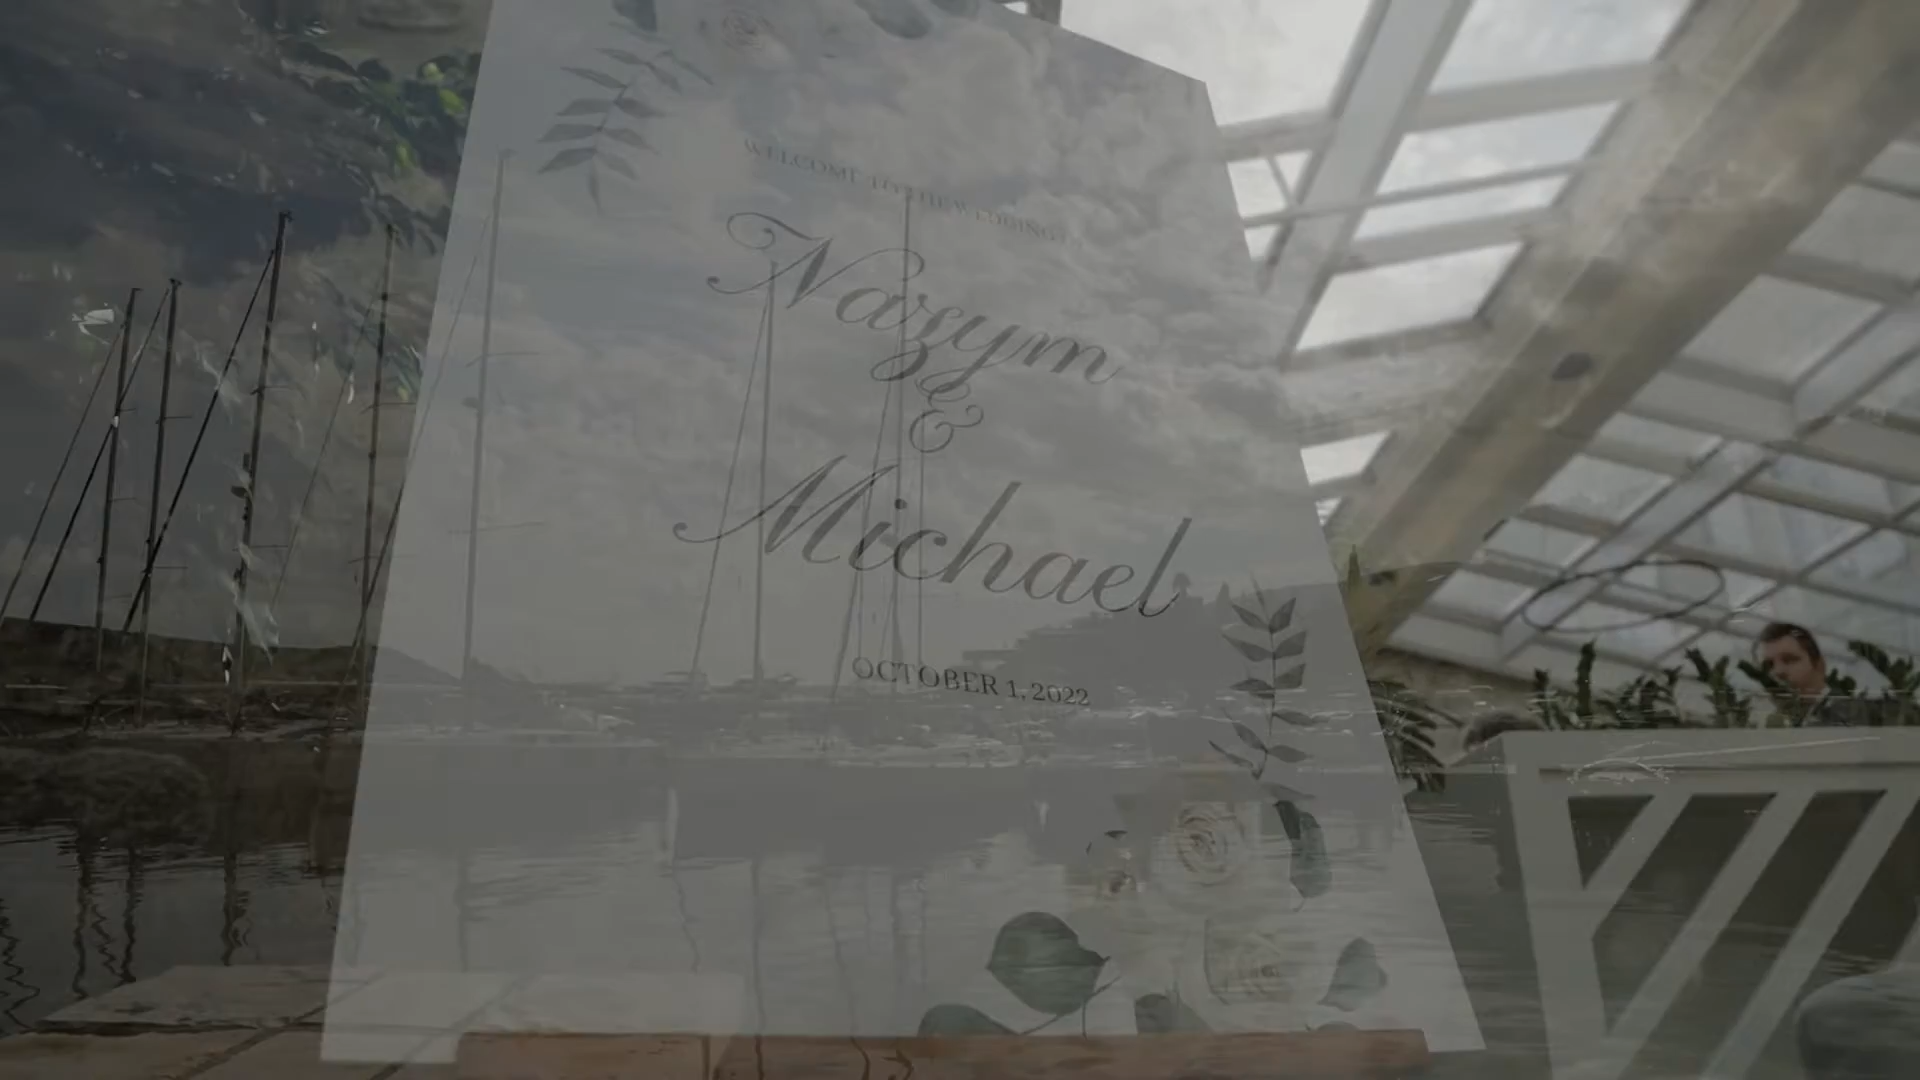 WELCOME TO THE WEDDING OF
Nazym
&
Michael
OCTOBER 1, 2022